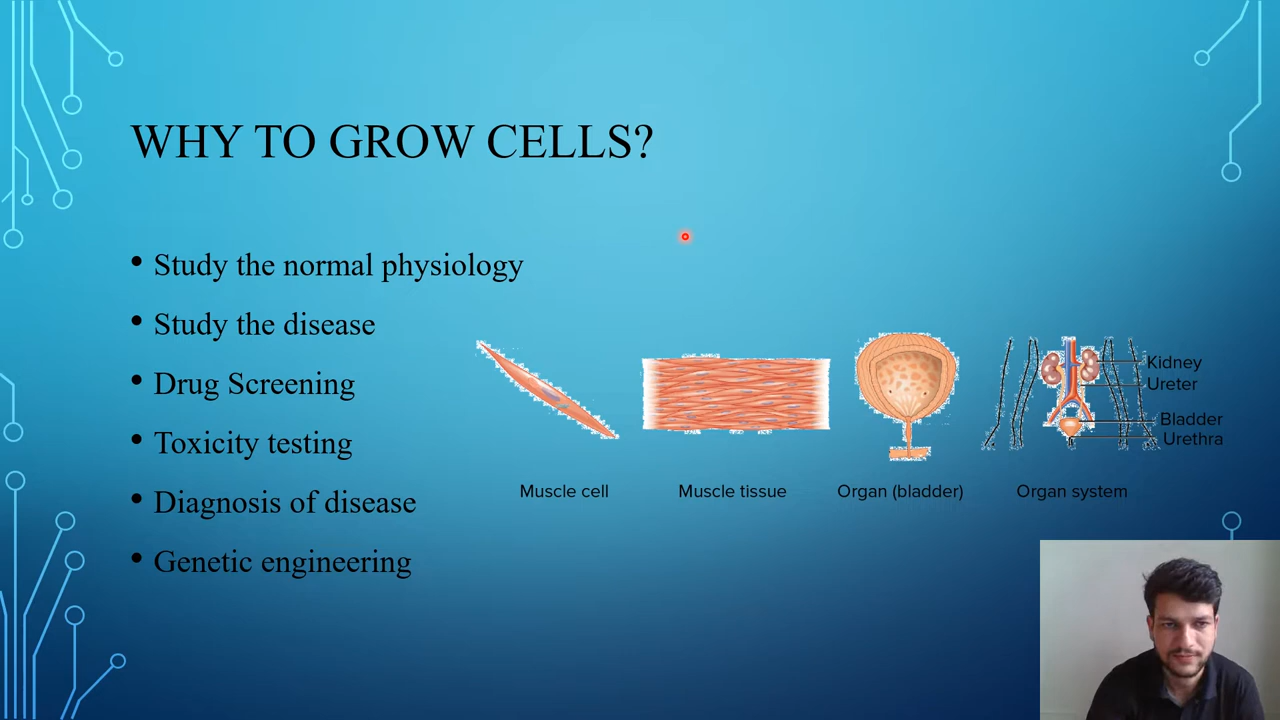 WHY TO GROW CELLS?
• Study the normal physiology
• Study the disease
• Drug Screening
• Toxicity testing
• Diagnosis of disease
• Genetic engineering
Kidney
Ureter
Bladder
Urethra
Muscle cell
Muscle tissue
Organ (bladder)
Organ system